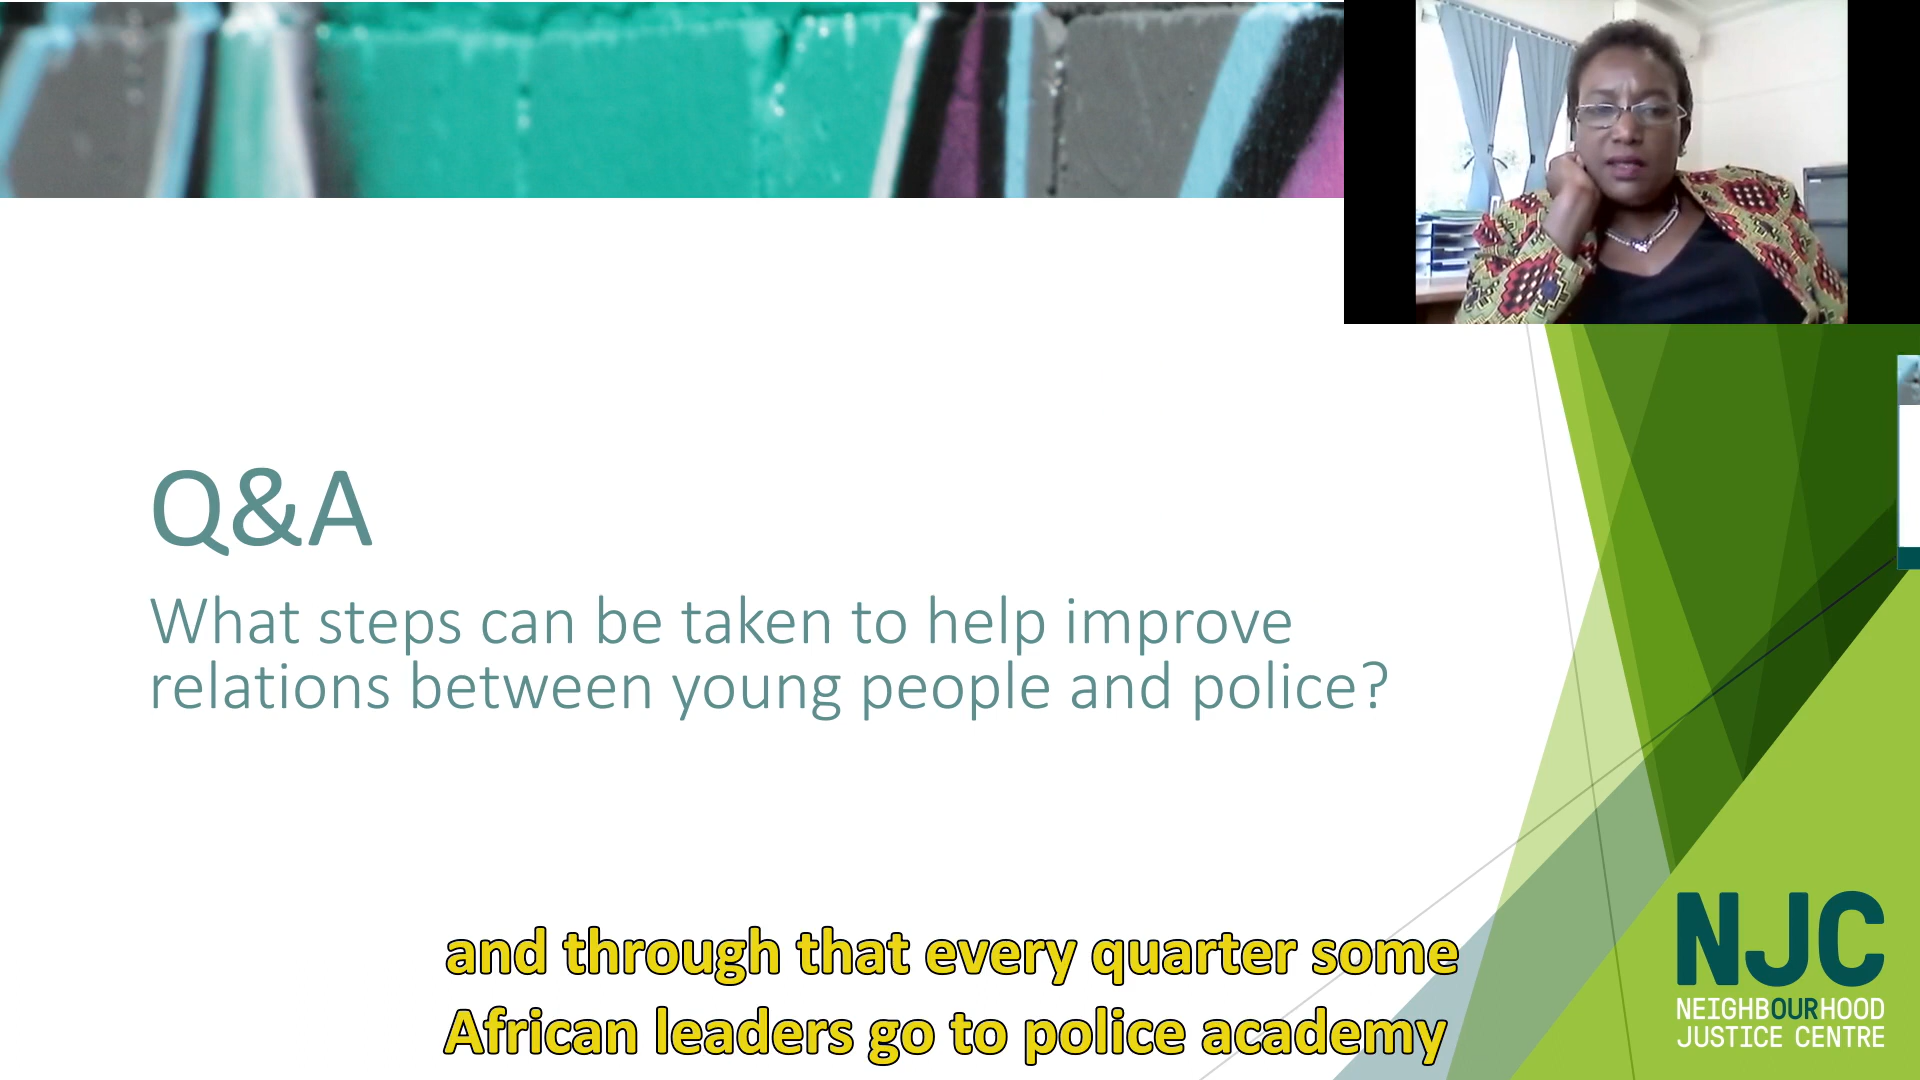 Q&A
What steps can be taken to help improve
relations between young people and police?
and through that every quarter some
African leaders go to police academy
NJC
NEIGHBOURHOOD
JUSTICE CENTRE